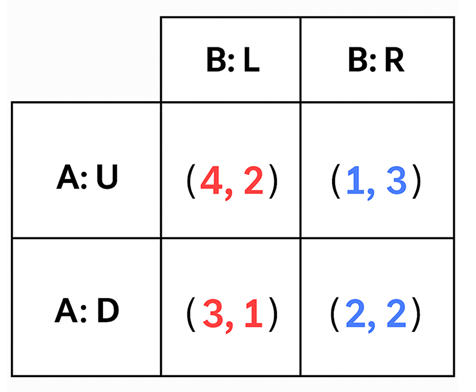 B: L B: R
A: U (4, 2) (1, 3)
A: D (3, 1) (2, 2)